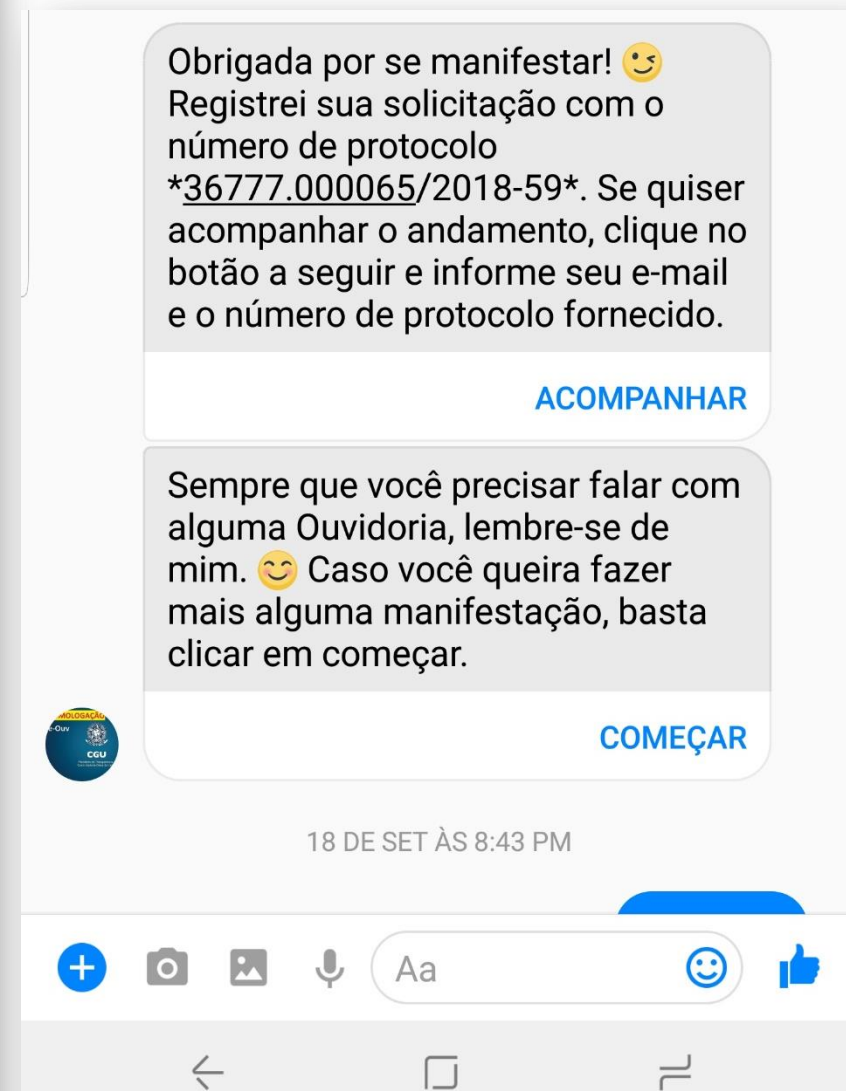 Obrigada por se manifestar! 😉
Registrei sua solicitação com o
número de protocolo
*36777.000065/2018-59*. Se quiser
acompanhar o andamento, clique no
botão a seguir e informe seu e-mail
e o número de protocolo fornecido.
ACOMPANHAR
Sempre que você precisar falar com
alguma Ouvidoria, lembre-se de
mim. 😊 Caso você queira fazer
mais alguma manifestação, basta
clicar em começar.
MOLOGAÇÃO
e-Ouv
CGU
COMEÇAR
18 DE SET ÀS 8:43 PM
Aa